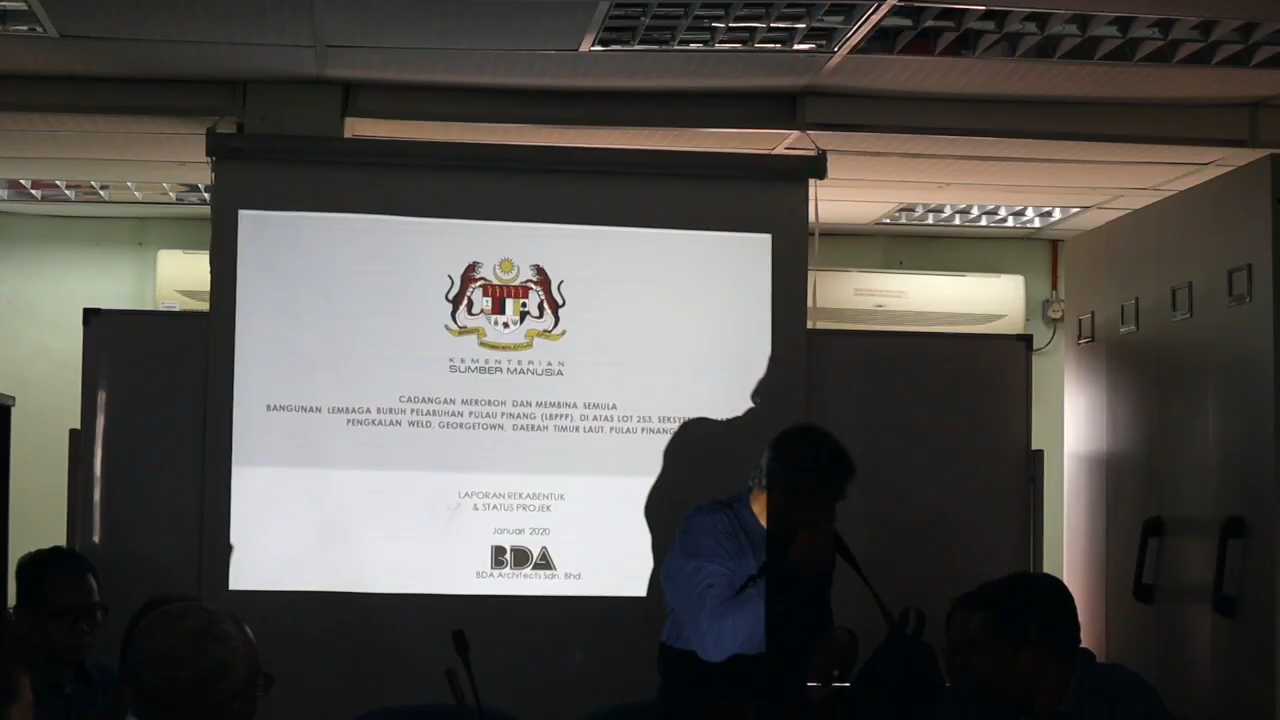 KEMENTERIAN
SUMBER MANUSIA
CADANGAN MEROBOH DAN MEMBINA SEMULA
BANGUNAN LEMBAGA BURUH PELABUHAN PULAU PINANG (LBPPP), DI ATAS LOT 253, SEKSYEN
PENGKALAN WELD, GEORGETOWN, DAERAH TIMUR LAUT, PULAU PINANG
LAPORAN REKABENTUK
& STATUS PROJEK
Januari 2020
BDA
BDA Architects Sdn. Bhd.